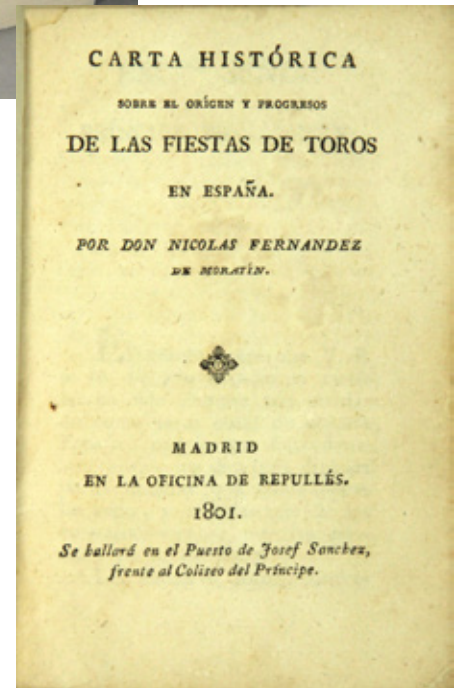 CARTA HISTÓRICA
SOBRE EL ORÍGEN Y PROGRESOS
DE LAS FIESTAS DE TOROS
EN ESPAÑA.
POR DON NICOLAS FERNANDEZ
DE MORATÍN.
MADRID
EN LA OFICINA DE REPULLÉS.
1801.
Se hallará en el Puesto de Josef Sanchez,
frente al Coliseo del Príncipe.